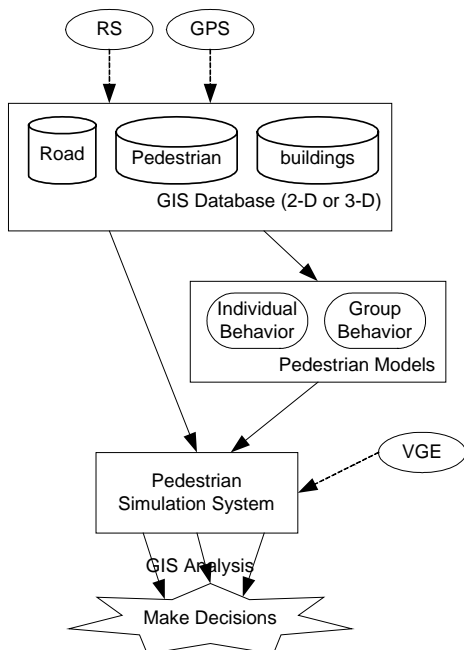 RS
GPS
Road
Pedestrian
buildings
GIS Database (2-D or 3-D)
Individual
Behavior
Group
Behavior
Pedestrian Models
VGE
Pedestrian
Simulation System
GIS Analysis
Make Decisions